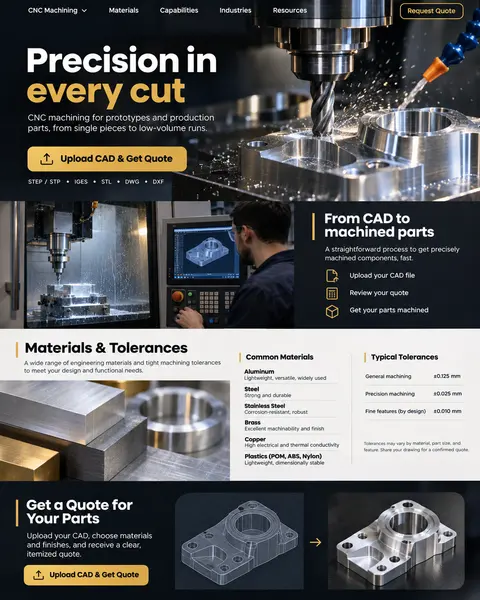 CNC Machining
Materials
Capabilities
Industries
Resources
Request Quote
Precision in
every cut
CNC machining for prototypes and production
parts, from single pieces to low-volume runs.
Upload CAD & Get Quote
STEP / STP • IGES • STL • DWG • DXF
From CAD to
machined parts
A straightforward process to get precisely
machined components, fast.
Upload your CAD file
Review your quote
Get your parts machined
Materials & Tolerances
A wide range of engineering materials and tight machining tolerances
to meet your design and functional needs.
Common Materials
Aluminum
Lightweight, versatile, widely used
Steel
Strong and durable
Stainless Steel
Corrosion-resistant, robust
Brass
Excellent machinability and finish
Copper
High electrical and thermal conductivity
Plastics (POM, ABS, Nylon)
Lightweight, dimensionally stable
Typical Tolerances
General machining ±0.125 mm
Precision machining ±0.025 mm
Fine features (by design) ±0.010 mm
Tolerances may vary by material, part size, and
feature. Share your drawing for a confirmed quote.
Get a Quote for
Your Parts
Upload your CAD, choose materials
and finishes, and receive a clear,
itemized quote.
Upload CAD & Get Quote